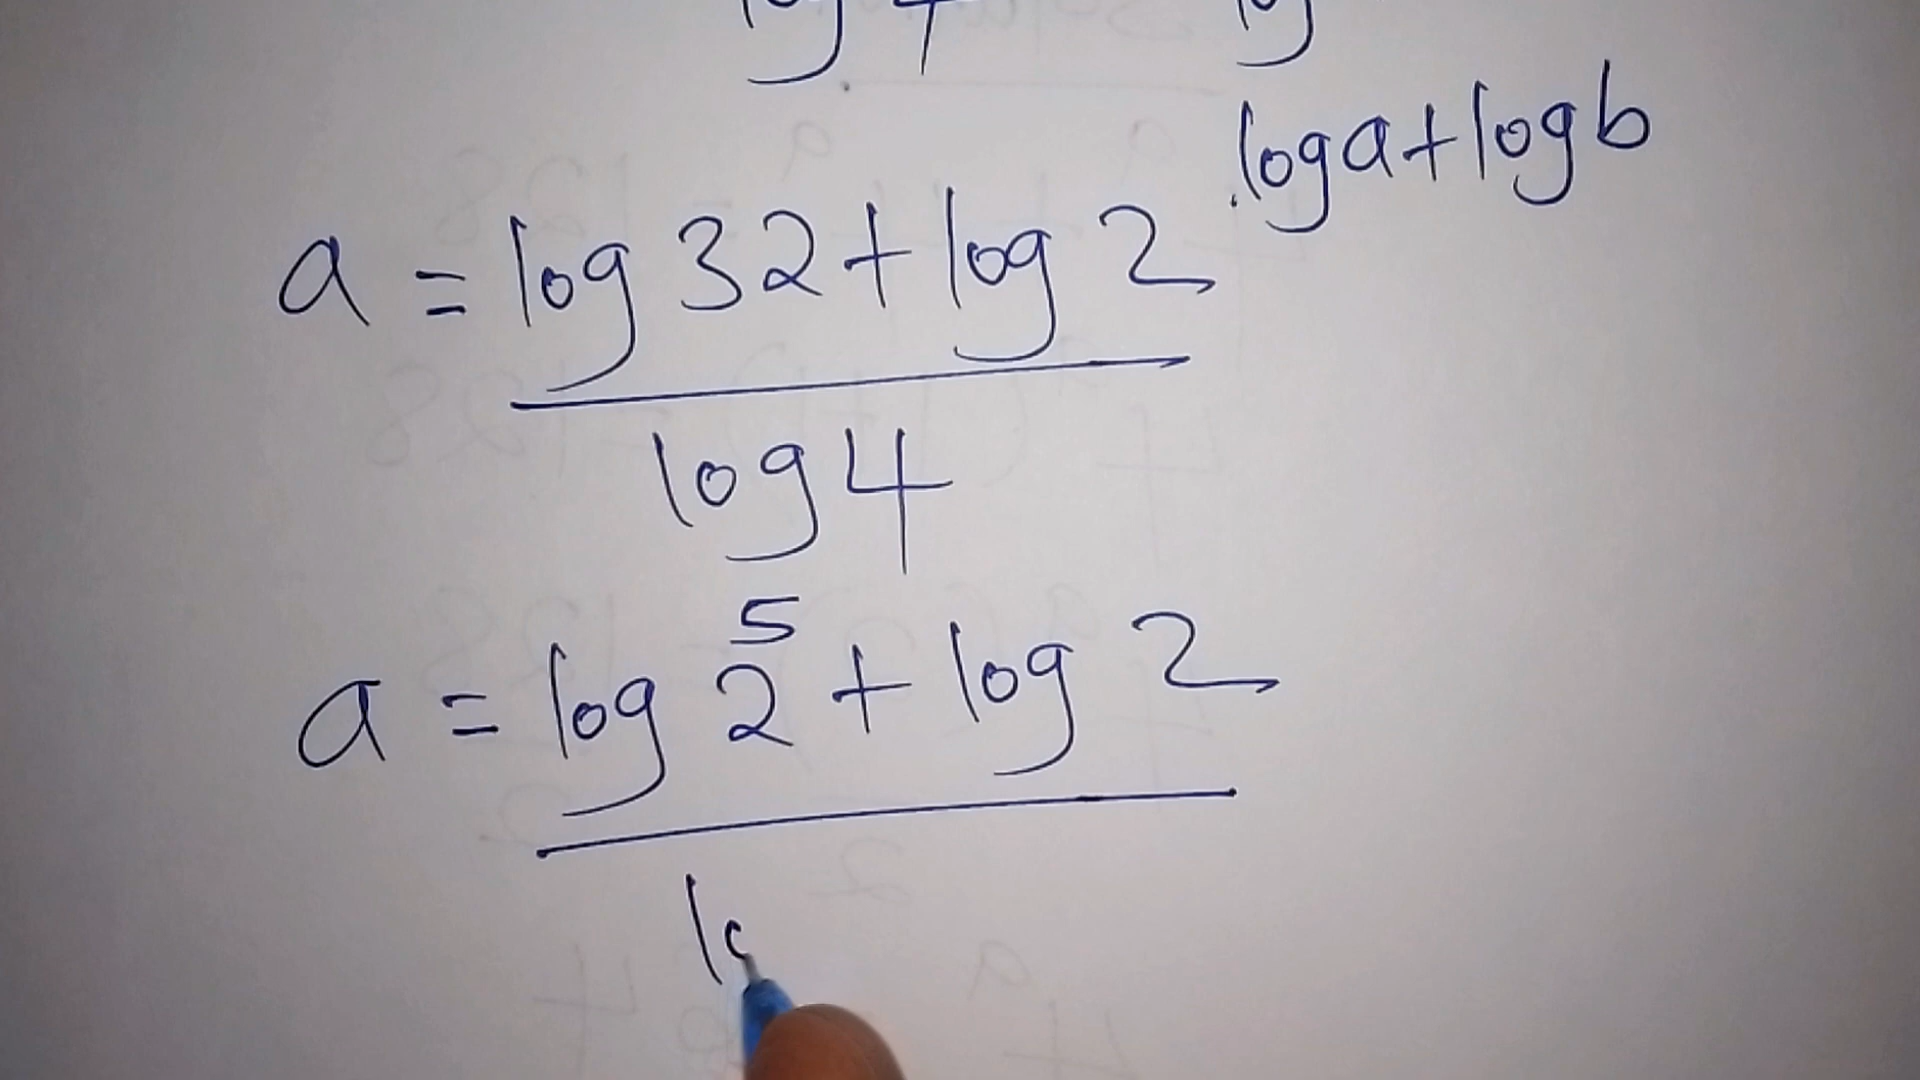 log a + log b
a = log 32 + log 2
log 4
a = log 2⁵ + log 2
lo